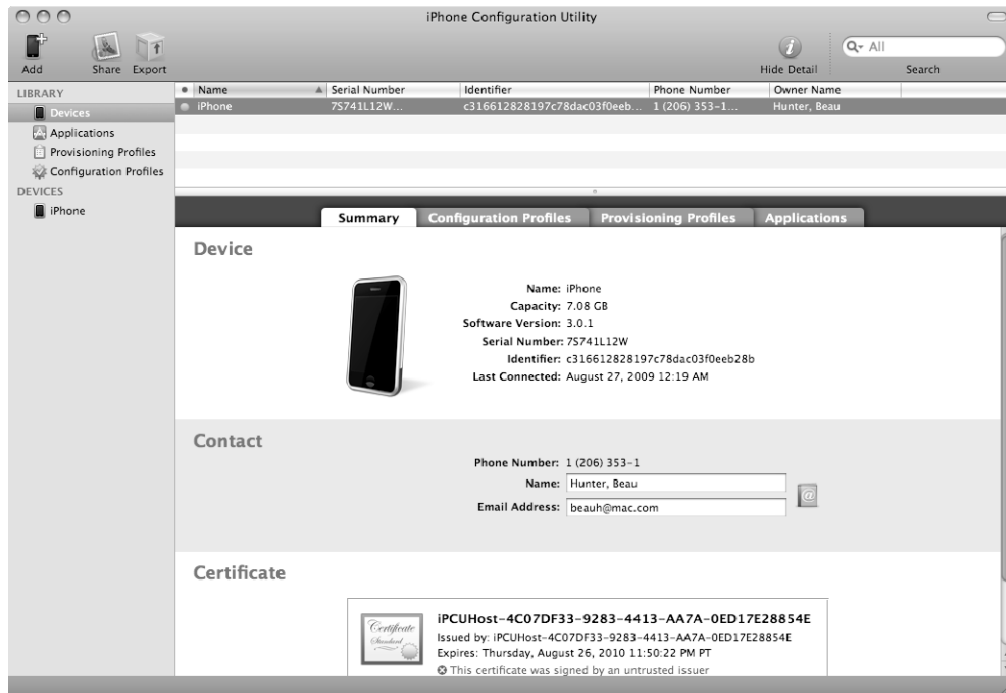 iPhone Configuration Utility
Add Share Export Hide Detail Q- All Search
LIBRARY
Devices
Applications
Provisioning Profiles
Configuration Profiles
DEVICES
iPhone
Name Serial Number Identifier Phone Number Owner Name
iPhone 7S741L12W... c316612828197c78dac03f0eeb... 1 (206) 353-1... Hunter, Beau
Summary Configuration Profiles Provisioning Profiles Applications
Device
Name: iPhone
Capacity: 7.08 GB
Software Version: 3.0.1
Serial Number: 7S741L12W
Identifier: c316612828197c78dac03f0eeb28b
Last Connected: August 27, 2009 12:19 AM
Contact
Phone Number: 1 (206) 353-1
Name: Hunter, Beau
Email Address: beauh@mac.com
Certificate
Certificate
Standard
iPCUHost-4C07DF33-9283-4413-AA7A-0ED17E28854E
Issued by: iPCUHost-4C07DF33-9283-4413-AA7A-0ED17E28854E
Expires: Thursday, August 26, 2010 11:50:22 PM PT
This certificate was signed by an untrusted issuer